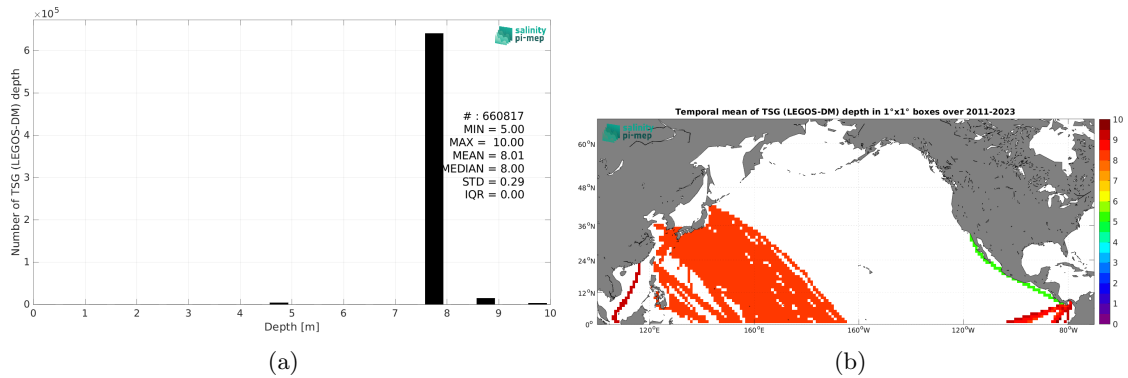 ×10⁵
salinity
pi-mep
Number of TSG (LEGOS-DM) depth
6
5
4
3
2
1
0
# : 660817
MIN = 5.00
MAX = 10.00
MEAN = 8.01
MEDIAN = 8.00
STD = 0.29
IQR = 0.00
0 1 2 3 4 5 6 7 8 9 10
Depth [m]
(a)
Temporal mean of TSG (LEGOS-DM) depth in 1°x1° boxes over 2011-2023
salinity
pi-mep
60°N
48°N
36°N
24°N
12°N
0°
120°E 160°E 160°W 120°W 80°W
10
9
8
7
6
5
4
3
2
1
0
(b)